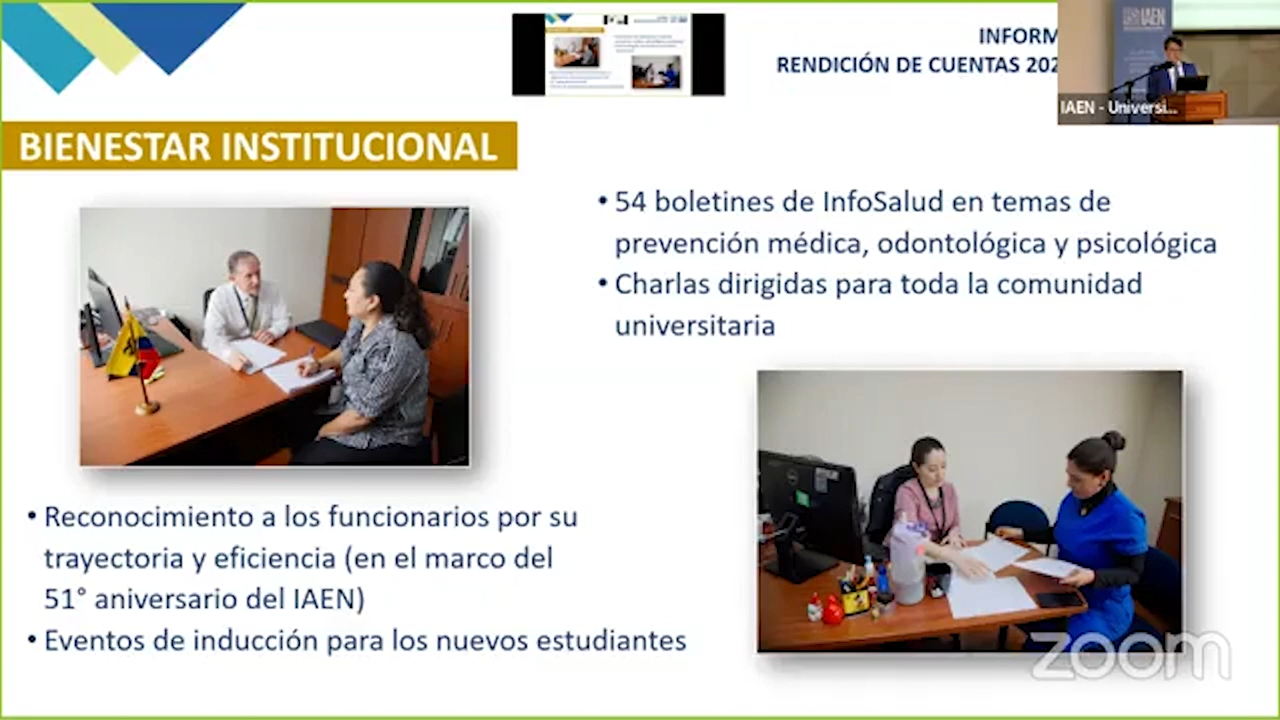 INFORM
RENDICIÓN DE CUENTAS 202
IAEN
IAEN - Universi...
BIENESTAR INSTITUCIONAL
• 54 boletines de InfoSalud en temas de
prevención médica, odontológica y psicológica
• Charlas dirigidas para toda la comunidad
universitaria
• Reconocimiento a los funcionarios por su
trayectoria y eficiencia (en el marco del
51° aniversario del IAEN)
• Eventos de inducción para los nuevos estudiantes
zoom